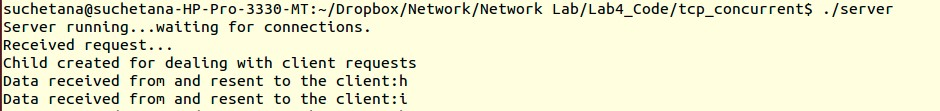 suchetana@suchetana-HP-Pro-3330-MT:~/Dropbox/Network/Network Lab/Lab4_Code/tcp_concurrent$ ./server
Server running...waiting for connections.
Received request...
Child created for dealing with client requests
Data received from and resent to the client:h
Data received from and resent to the client:i